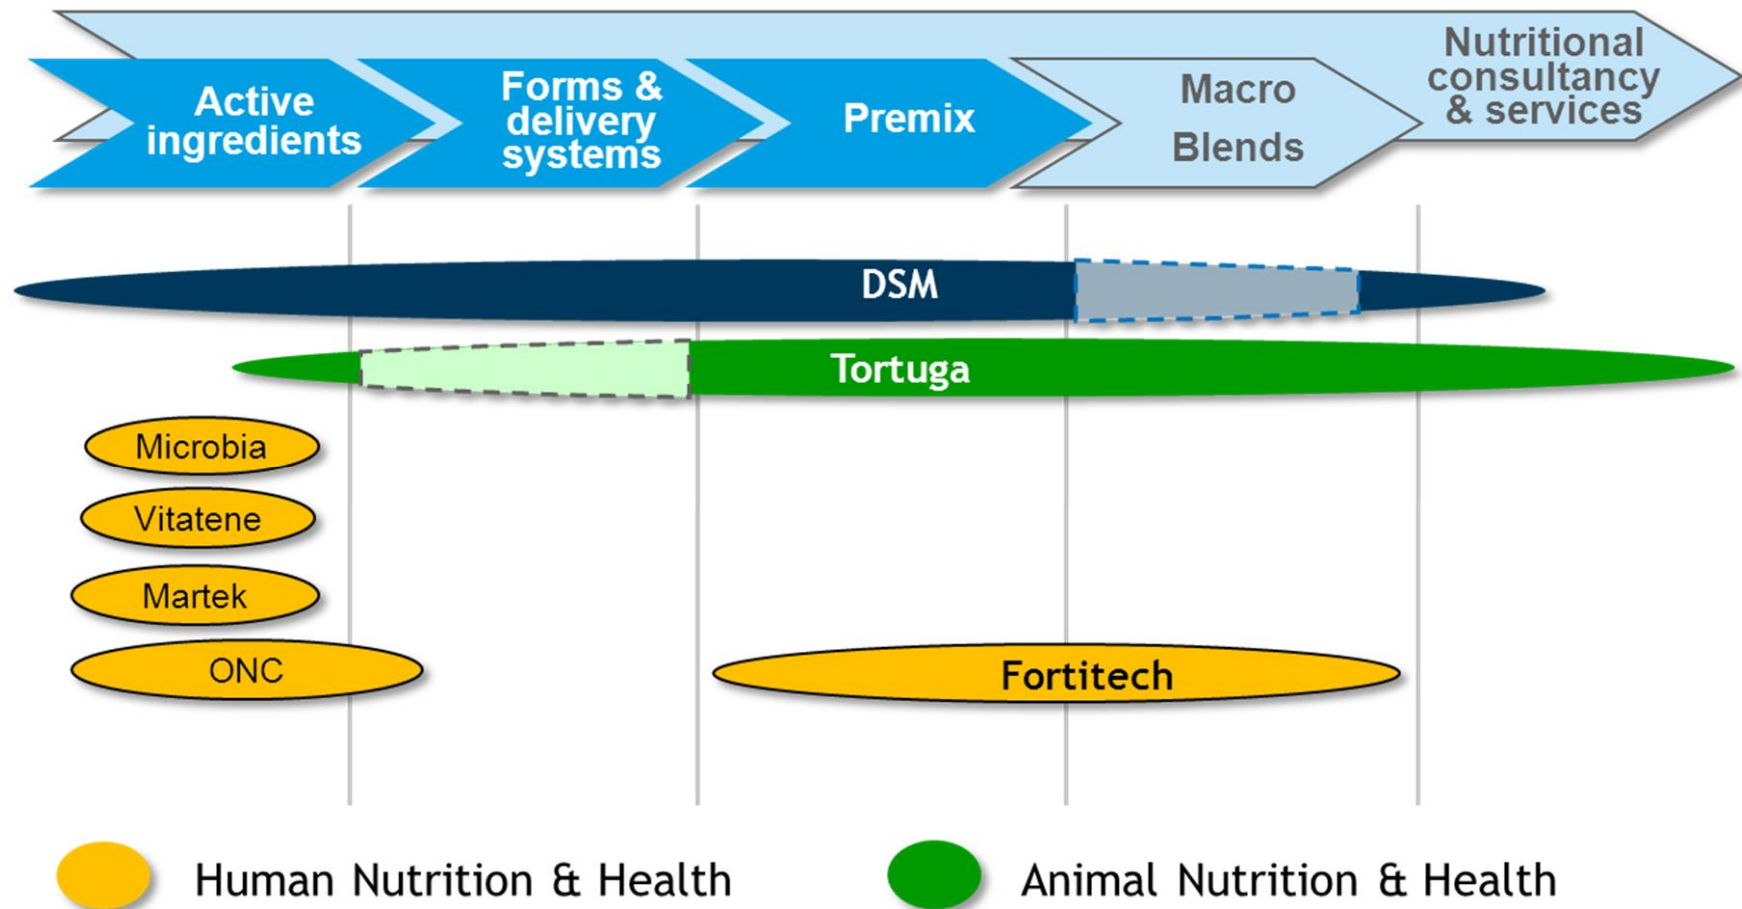 Active
ingredients
Forms &
delivery
systems
Premix
Macro
Blends
Nutritional
consultancy
& services
DSM
Tortuga
Microbia
Vitatene
Martek
ONC
Fortitech
Human Nutrition & Health
Animal Nutrition & Health